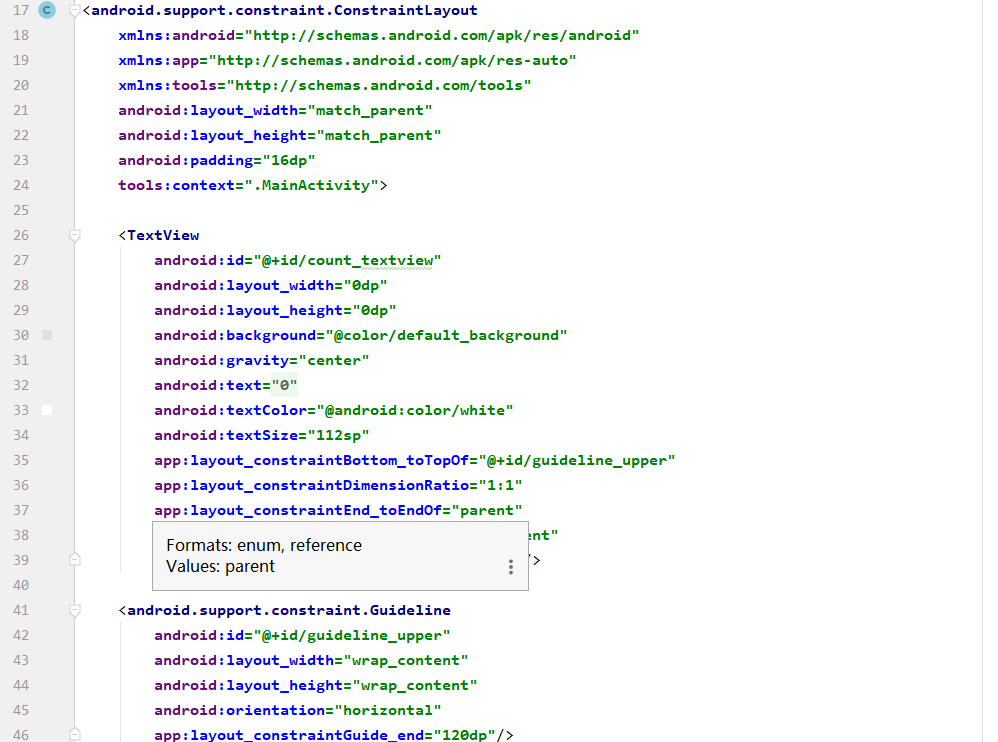 17 C <android.support.constraint.ConstraintLayout
18 xmlns:android="http://schemas.android.com/apk/res/android"
19 xmlns:app="http://schemas.android.com/apk/res-auto"
20 xmlns:tools="http://schemas.android.com/tools"
21 android:layout_width="match_parent"
22 android:layout_height="match_parent"
23 android:padding="16dp"
24 tools:context=".MainActivity">
25
26 <TextView
27 android:id="@+id/count_textview"
28 android:layout_width="0dp"
29 android:layout_height="0dp"
30 android:background="@color/default_background"
31 android:gravity="center"
32 android:text="0"
33 android:textColor="@android:color/white"
34 android:textSize="112sp"
35 app:layout_constraintBottom_toTopOf="@+id/guideline_upper"
36 app:layout_constraintDimensionRatio="1:1"
37 app:layout_constraintEnd_toEndOf="parent"
38 ent"
Formats: enum, reference
39 />
Values: parent
40
41 <android.support.constraint.Guideline
42 android:id="@+id/guideline_upper"
43 android:layout_width="wrap_content"
44 android:layout_height="wrap_content"
45 android:orientation="horizontal"
46 app:layout_constraintGuide_end="120dp"/>